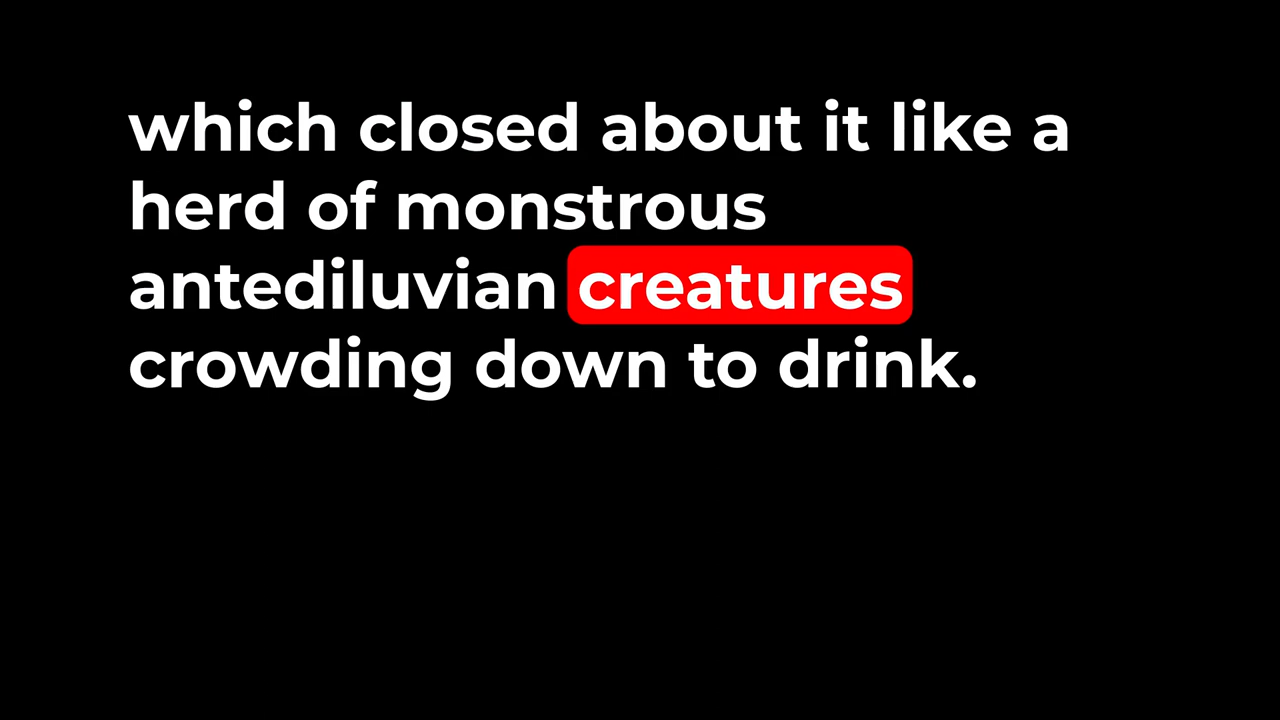 which closed about it like a
herd of monstrous
antediluvian creatures
crowding down to drink.